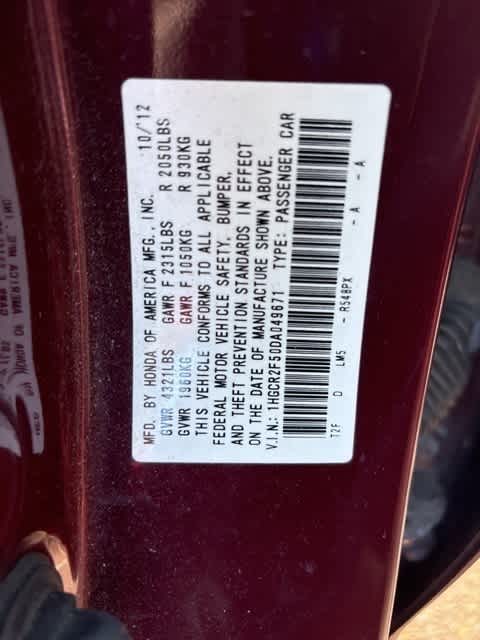 MFD. BY HONDA OF AMERICA MFG., INC. 10/12
GVWR 4321LBS GAWR F 2315LBS R 2050LBS
GVWR 1960KG GAWR F 1050KG R 930KG
THIS VEHICLE CONFORMS TO ALL APPLICABLE
FEDERAL MOTOR VEHICLE SAFETY, BUMPER,
AND THEFT PREVENTION STANDARDS IN EFFECT
ON THE DATE OF MANUFACTURE SHOWN ABOVE.
V.I.N.: 1HGCR2F50DA049671 TYPE: PASSENGER CAR
T2F D LM5 - R548PX - A - A